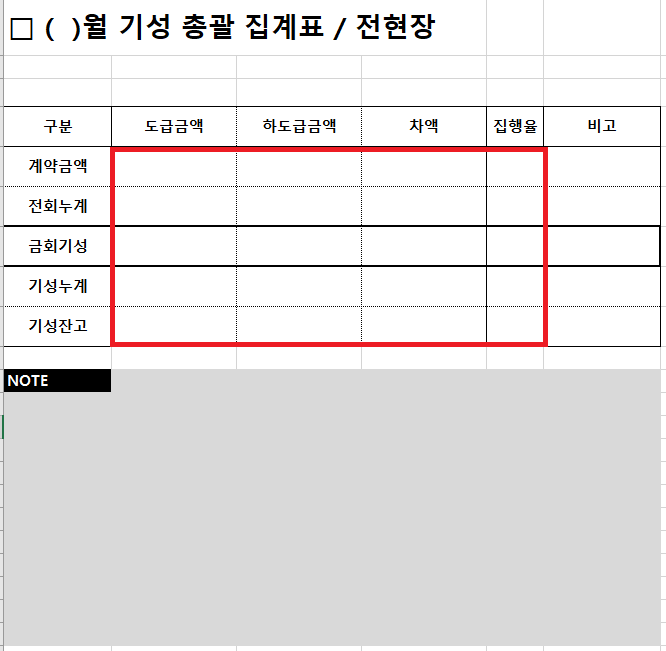 □ (  )월 기성 총괄 집계표 / 전현장
구분 도급금액 하도급금액 차액 집행율 비고
계약금액
전회누계
금회기성
기성누계
기성잔고
NOTE